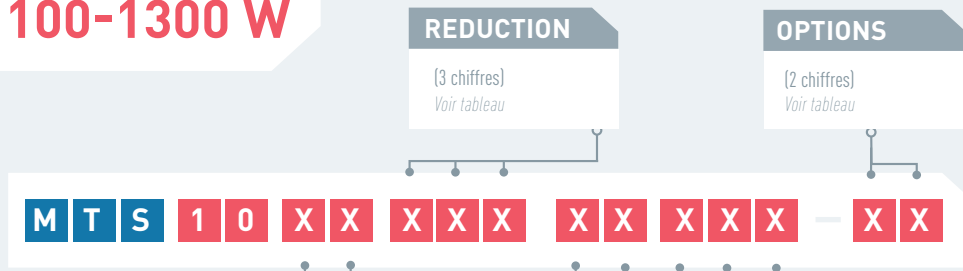 100-1300 W
REDUCTION
(3 chiffres)
Voir tableau
OPTIONS
(2 chiffres)
Voir tableau
M T S 1 0 X X X X X X X X X X - X X